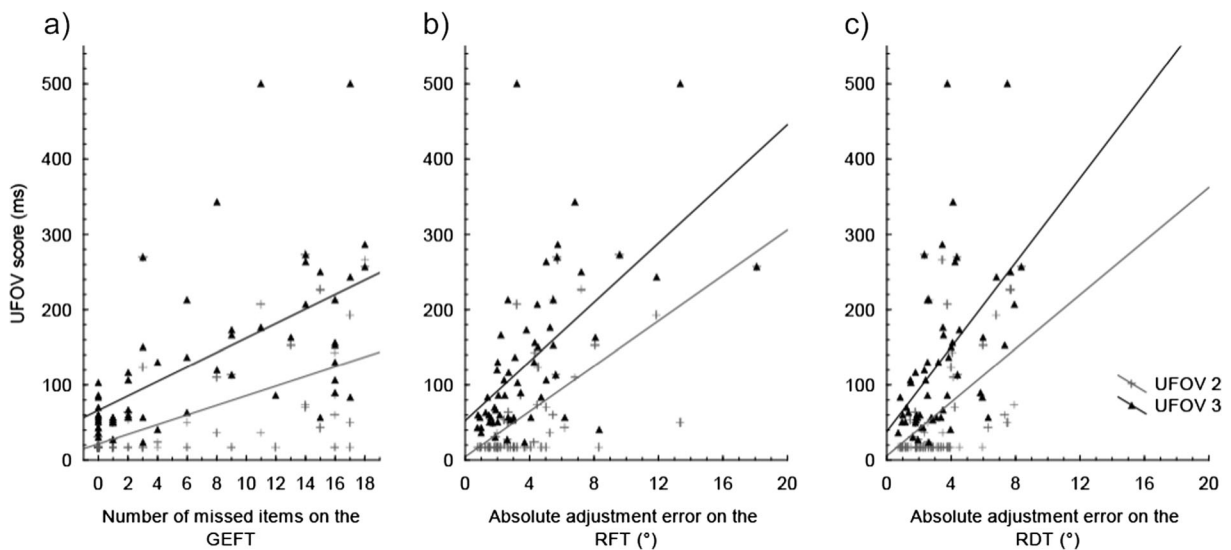 a)
b)
c)
UFOV score (ms)
500
400
300
200
100
0
0 2 4 6 8 10 12 14 16 18
Number of missed items on the
GEFT
500
400
300
200
100
0
0 4 8 12 16 20
Absolute adjustment error on the
RFT (°)
500
400
300
200
100
0
0 4 8 12 16 20
Absolute adjustment error on the
RDT (°)
UFOV 2
UFOV 3